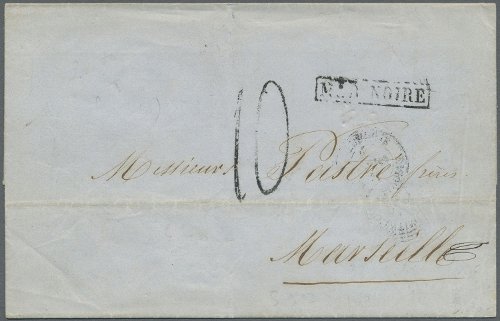 MER NOIRE
10
Messieurs Pastré frères
Marseille